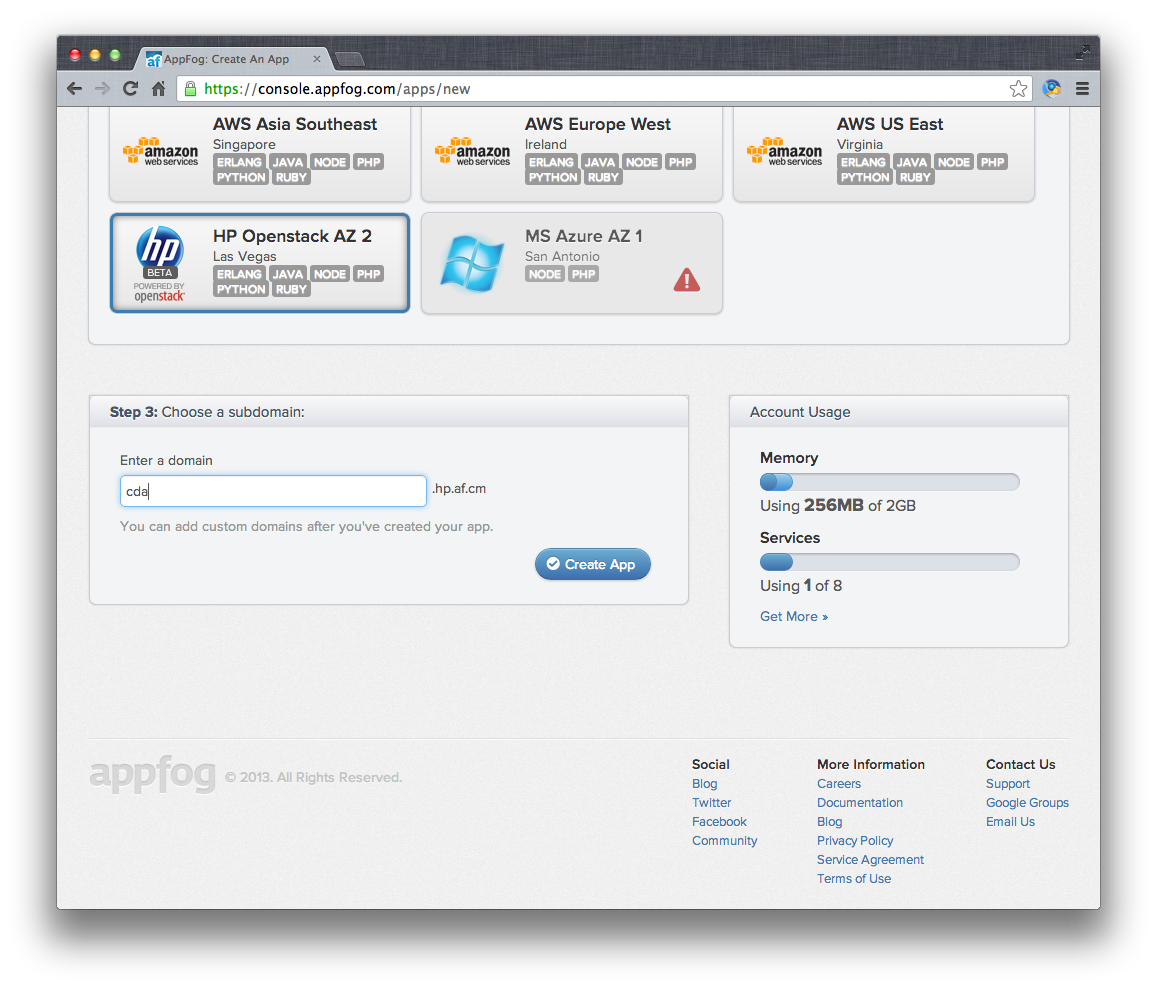 AppFog: Create An App
https://console.appfog.com/apps/new
amazon
web services
AWS Asia Southeast
Singapore
ERLANG JAVA NODE PHP
PYTHON RUBY
amazon
web services
AWS Europe West
Ireland
ERLANG JAVA NODE PHP
PYTHON RUBY
amazon
web services
AWS US East
Virginia
ERLANG JAVA NODE PHP
PYTHON RUBY
hp
BETA
POWERED BY
openstack
HP Openstack AZ 2
Las Vegas
ERLANG JAVA NODE PHP
PYTHON RUBY
MS Azure AZ 1
San Antonio
NODE PHP
Step 3: Choose a subdomain:
Enter a domain
cda .hp.af.cm
You can add custom domains after you've created your app.
Create App
Account Usage
Memory
Using 256MB of 2GB
Services
Using 1 of 8
Get More »
appfog © 2013. All Rights Reserved.
Social
Blog
Twitter
Facebook
Community
More Information
Careers
Documentation
Blog
Privacy Policy
Service Agreement
Terms of Use
Contact Us
Support
Google Groups
Email Us